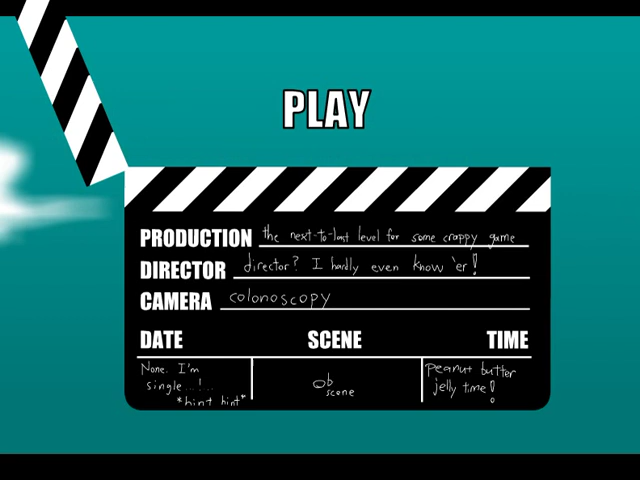 PLAY
PRODUCTION the next-to-last level for some crappy game
DIRECTOR director? I hardly even know 'er!
CAMERA colonoscopy
DATE SCENE TIME
None. I'm
single...!...
*hint hint*
Ob
scene
peanut butter
jelly time!